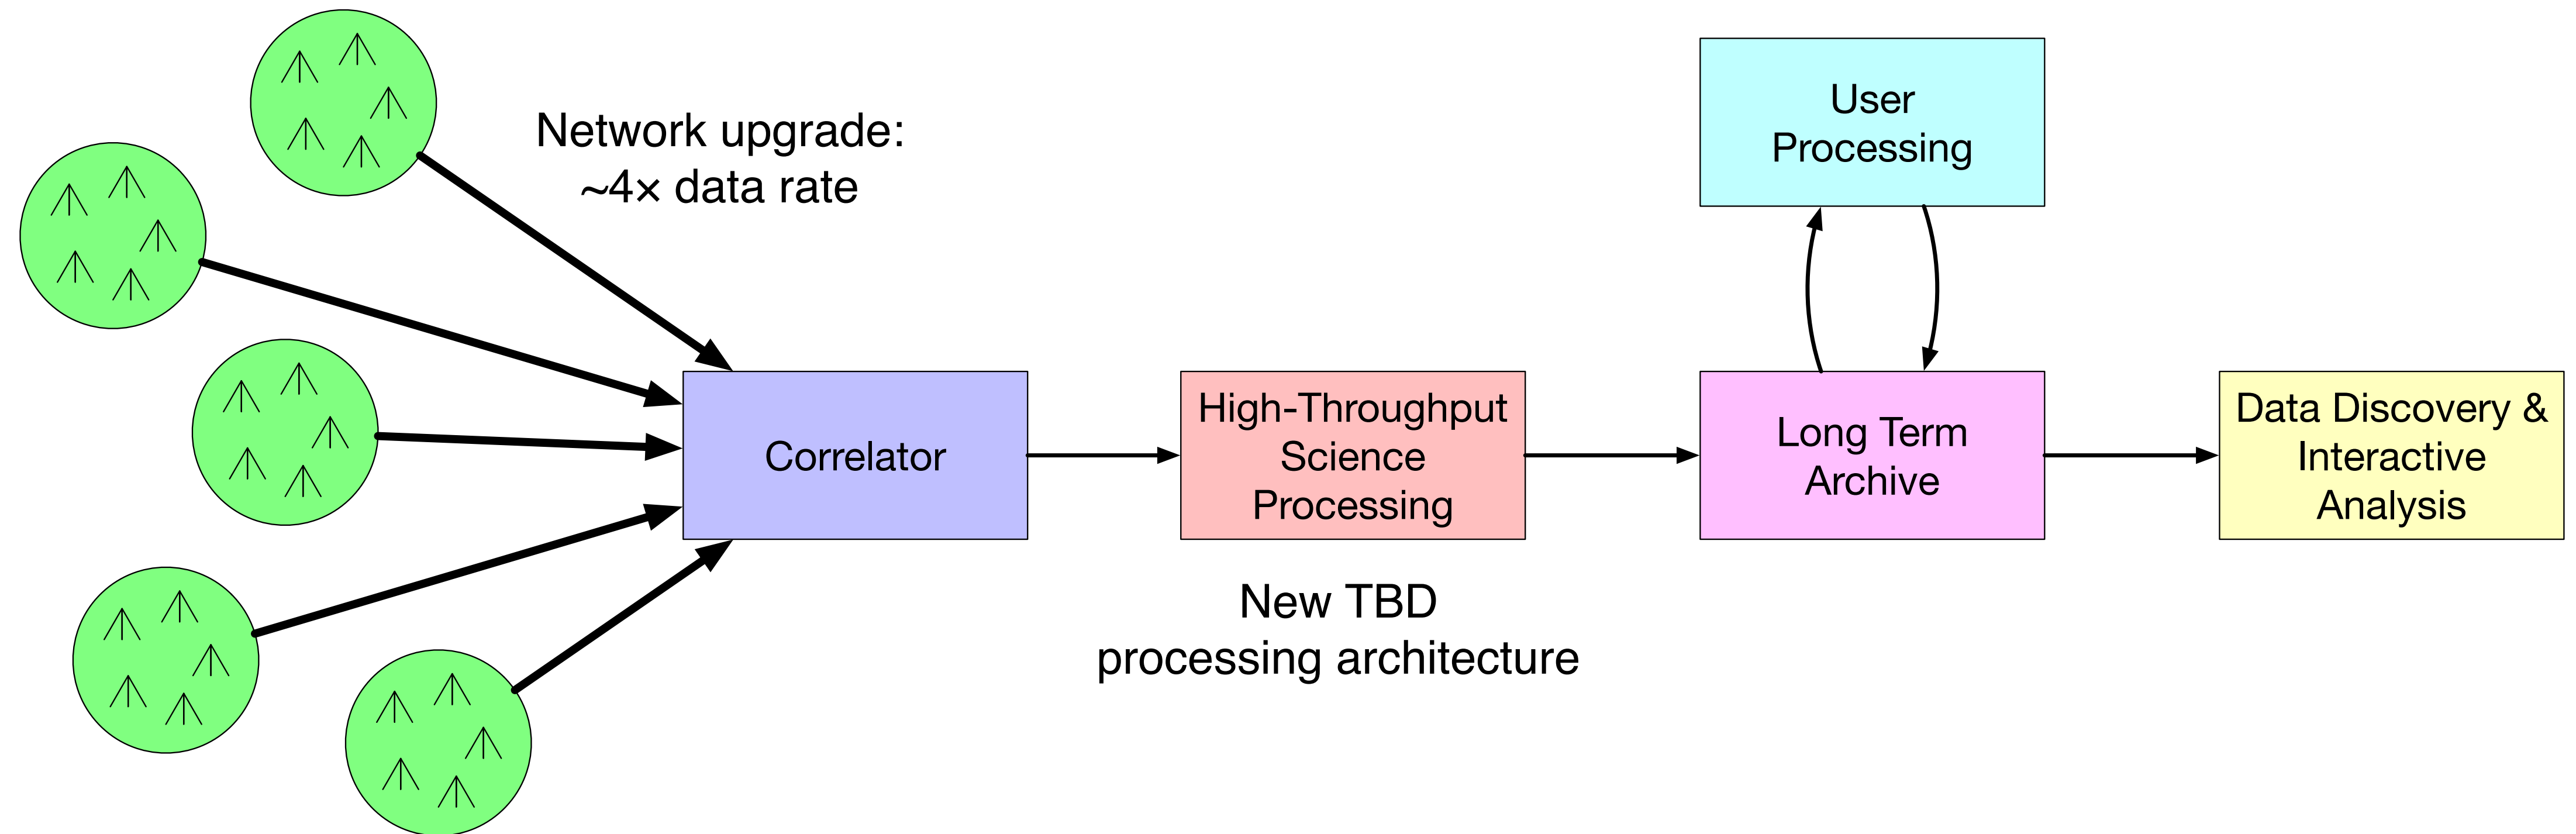 Network upgrade:
~4× data rate
User
Processing
Correlator
High-Throughput
Science
Processing
Long Term
Archive
Data Discovery &
Interactive
Analysis
New TBD
processing architecture